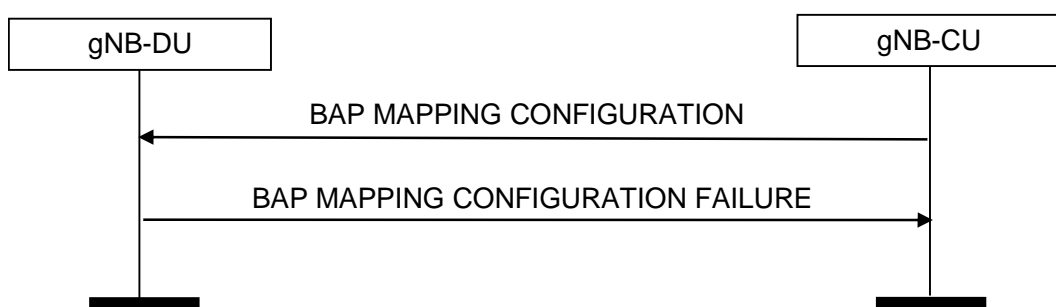 gNB-DU
gNB-CU
BAP MAPPING CONFIGURATION
BAP MAPPING CONFIGURATION FAILURE